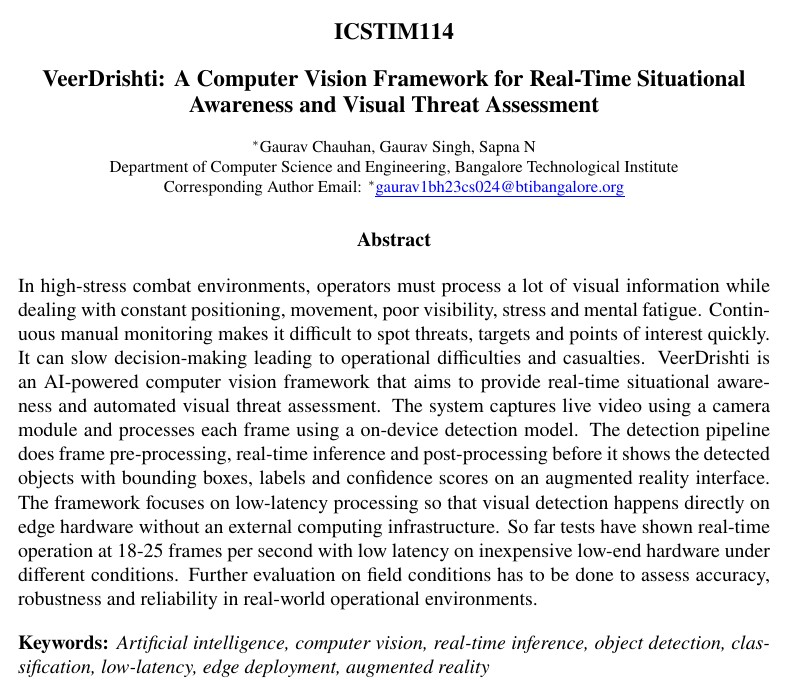 ICSTIM114
VeerDrishti: A Computer Vision Framework for Real-Time Situational
Awareness and Visual Threat Assessment
*Gaurav Chauhan, Gaurav Singh, Sapna N
Department of Computer Science and Engineering, Bangalore Technological Institute
Corresponding Author Email: *gaurav1bh23cs024@btibangalore.org
Abstract
In high-stress combat environments, operators must process a lot of visual information while
dealing with constant positioning, movement, poor visibility, stress and mental fatigue. Contin-
uous manual monitoring makes it difficult to spot threats, targets and points of interest quickly.
It can slow decision-making leading to operational difficulties and casualties. VeerDrishti is
an AI-powered computer vision framework that aims to provide real-time situational aware-
ness and automated visual threat assessment. The system captures live video using a camera
module and processes each frame using a on-device detection model. The detection pipeline
does frame pre-processing, real-time inference and post-processing before it shows the detected
objects with bounding boxes, labels and confidence scores on an augmented reality interface.
The framework focuses on low-latency processing so that visual detection happens directly on
edge hardware without an external computing infrastructure. So far tests have shown real-time
operation at 18-25 frames per second with low latency on inexpensive low-end hardware under
different conditions. Further evaluation on field conditions has to be done to assess accuracy,
robustness and reliability in real-world operational environments.
Keywords: Artificial intelligence, computer vision, real-time inference, object detection, clas-
sification, low-latency, edge deployment, augmented reality